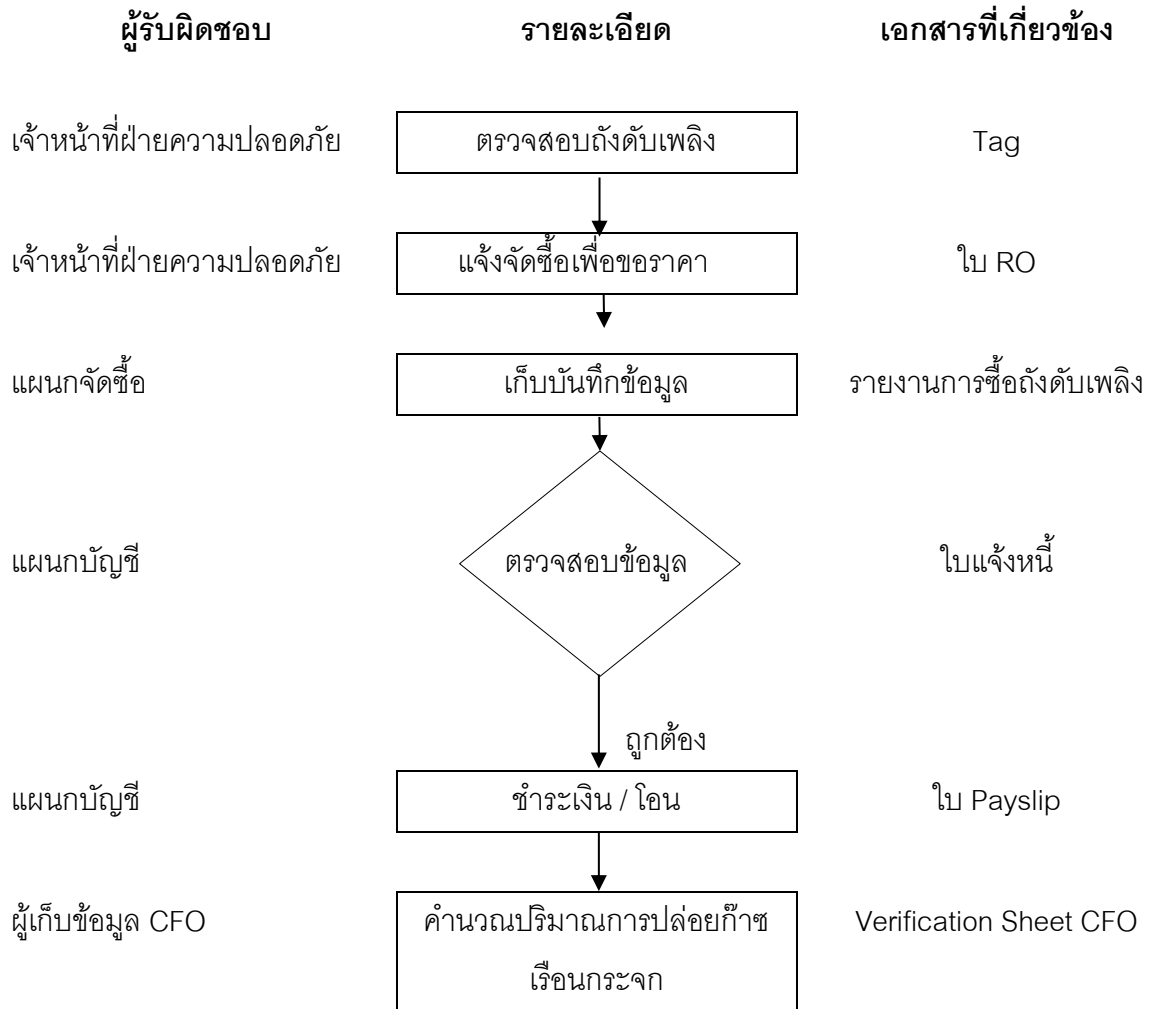 ผู้รับผิดชอบ รายละเอียด เอกสารที่เกี่ยวข้อง
เจ้าหน้าที่ฝ่ายความปลอดภัย ตรวจสอบถังดับเพลิง Tag
เจ้าหน้าที่ฝ่ายความปลอดภัย แจ้งจัดซื้อเพื่อขอราคา ใบ RO
แผนกจัดซื้อ เก็บบันทึกข้อมูล รายงานการซื้อถังดับเพลิง
แผนกบัญชี ตรวจสอบข้อมูล ใบแจ้งหนี้
ถูกต้อง
แผนกบัญชี ชำระเงิน / โอน ใบ Payslip
ผู้เก็บข้อมูล CFO คำนวณปริมาณการปล่อยก๊าซ Verification Sheet CFO
เรือนกระจก